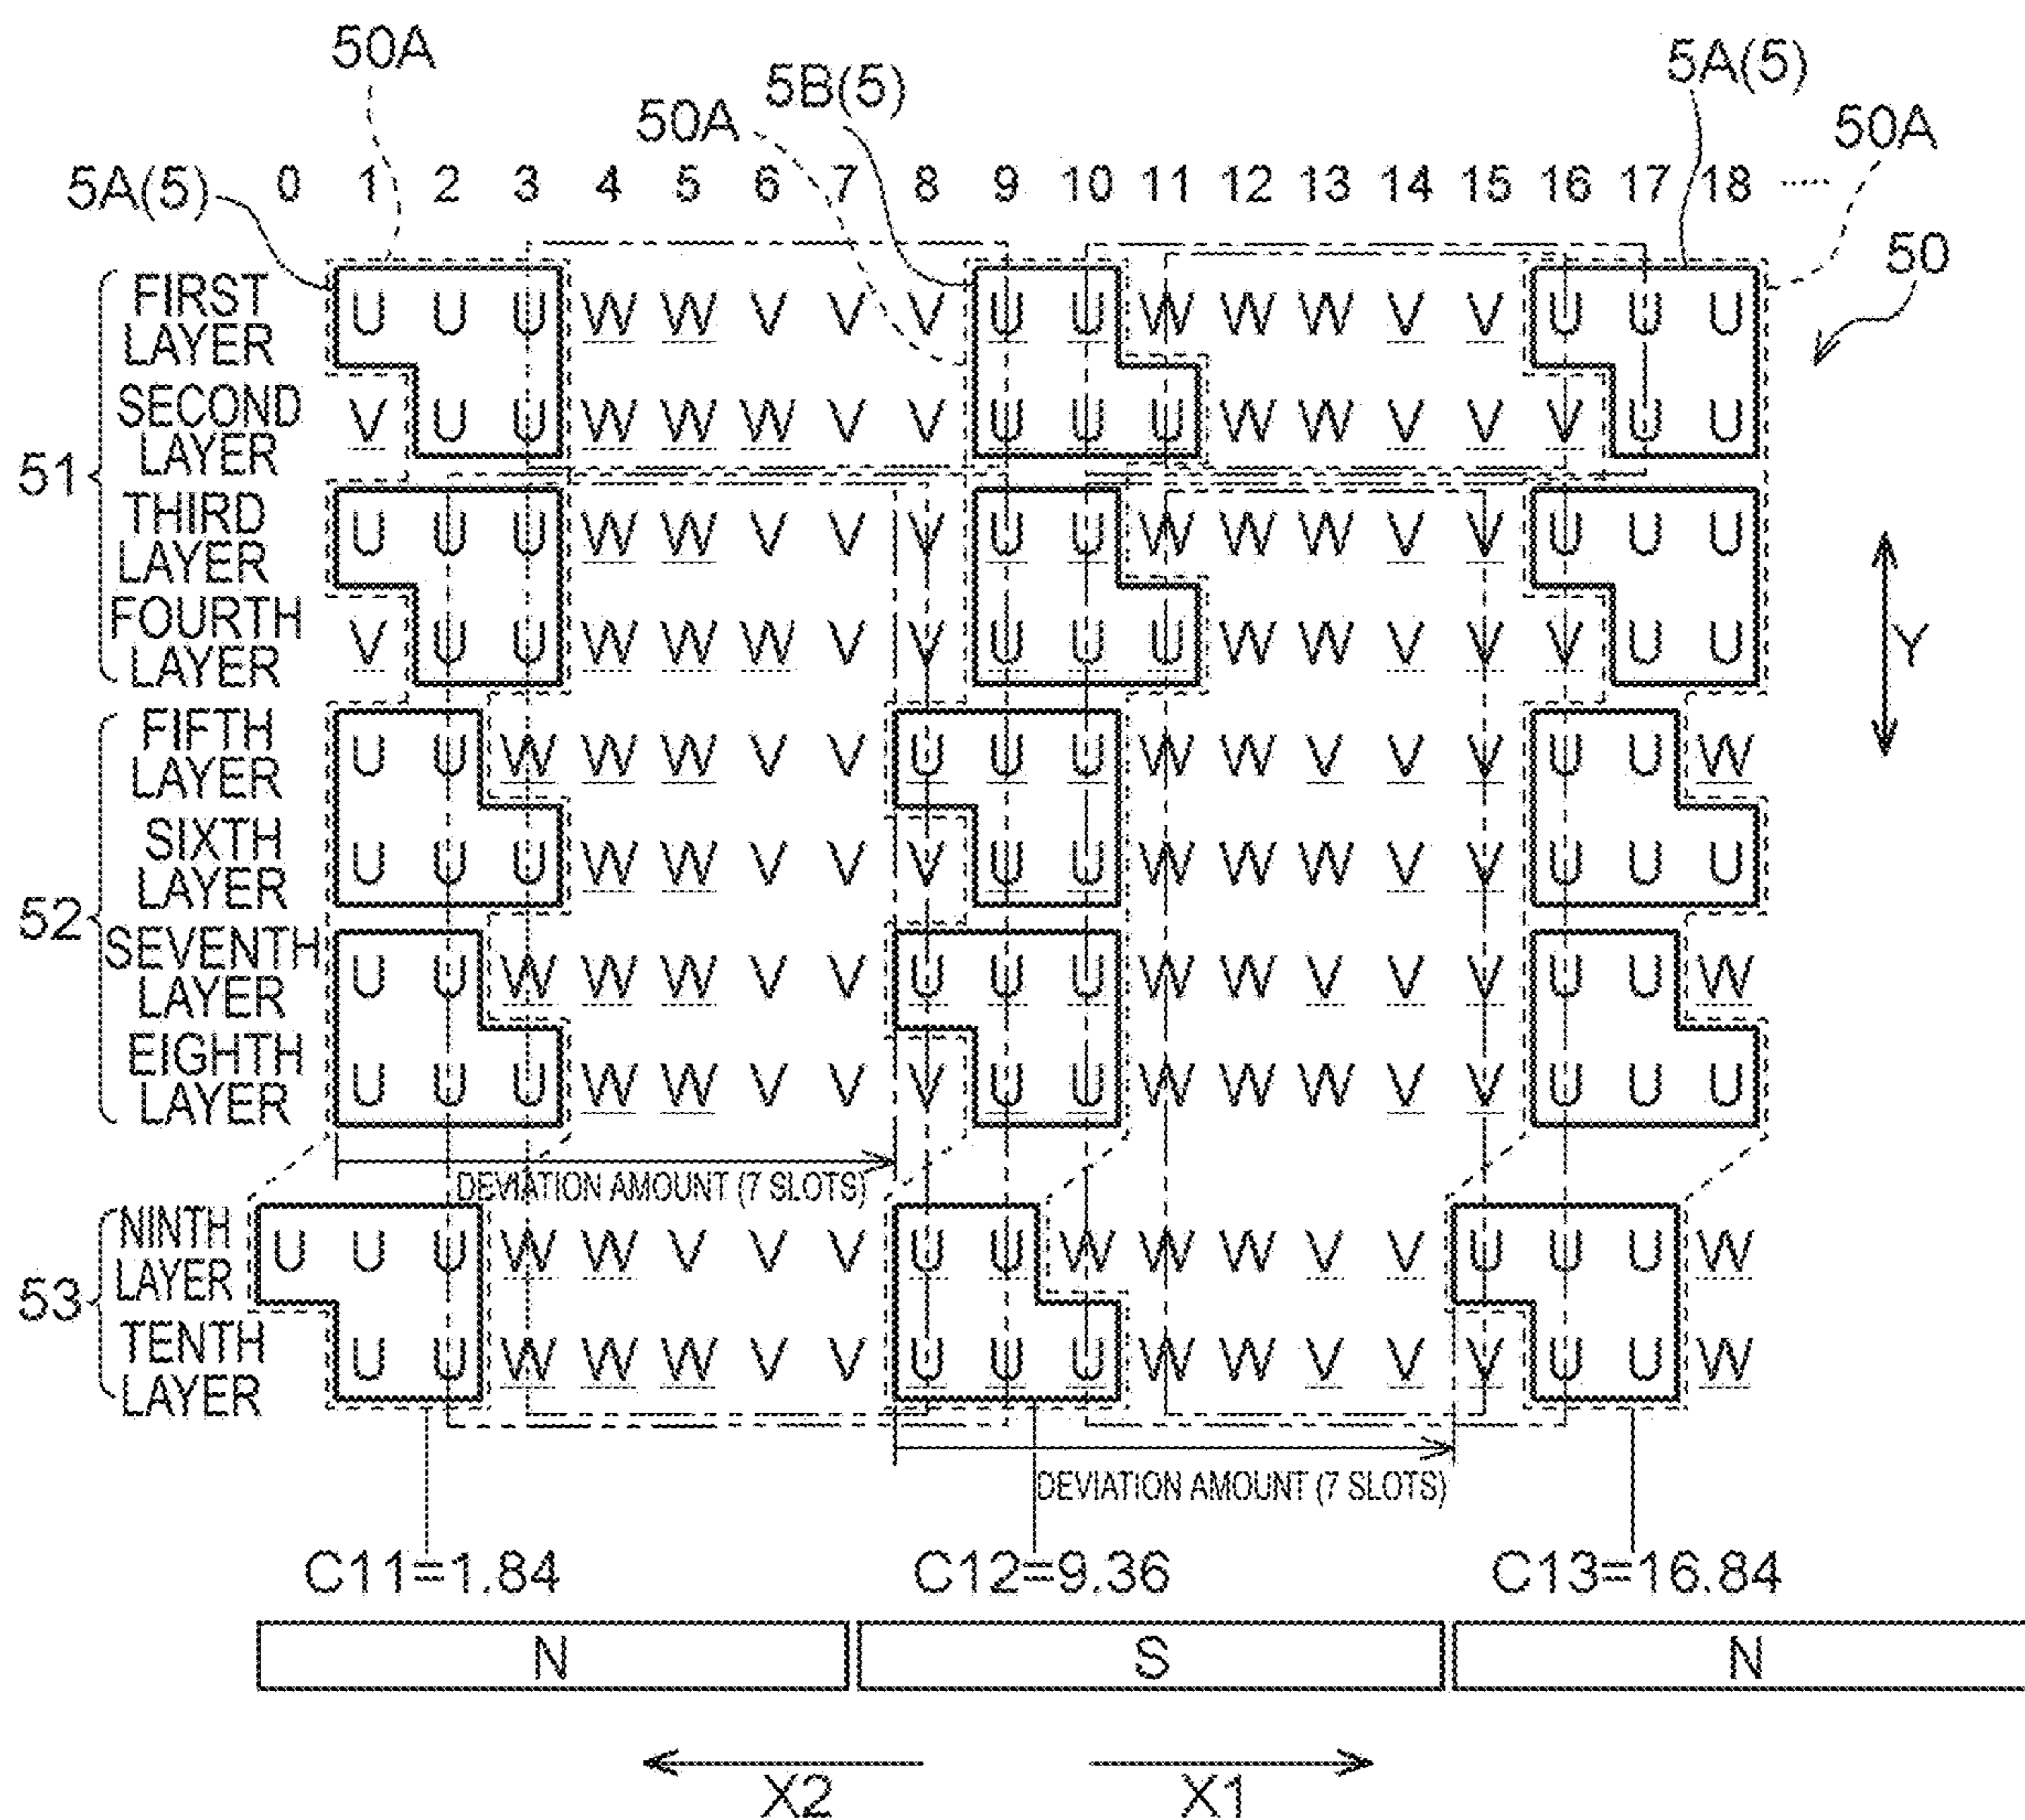 50A
5A(5)
50A
5B(5)
50A
5A(5)
0 1 2 3 4 5 6 7 8 9 10 11 12 13 14 15 16 17 18 .....
50
FIRST LAYER U U U W W V V V U U W W W V V U U U
SECOND LAYER V U U W W W V V U U U W W V V V U U
51
THIRD LAYER U U U W W V V V U U W W W V V U U U
FOURTH LAYER V U U W W W V V U U U W W V V V U U
Y
FIFTH LAYER U U W W W V V U U U W W V V V U U W
SIXTH LAYER U U U W W V V V U U W W W V V U U U
52
SEVENTH LAYER U U W W W V V U U U W W V V V U U W
EIGHTH LAYER U U U W W V V V U U W W W V V U U U
DEVIATION AMOUNT (7 SLOTS)
NINTH LAYER U U U W W V V V U U W W W V V U U U W
53
TENTH LAYER U U W W W V V U U U W W V V V U U W
DEVIATION AMOUNT (7 SLOTS)
C11=1.84 C12=9.36 C13=16.84
N S N
X2 X1